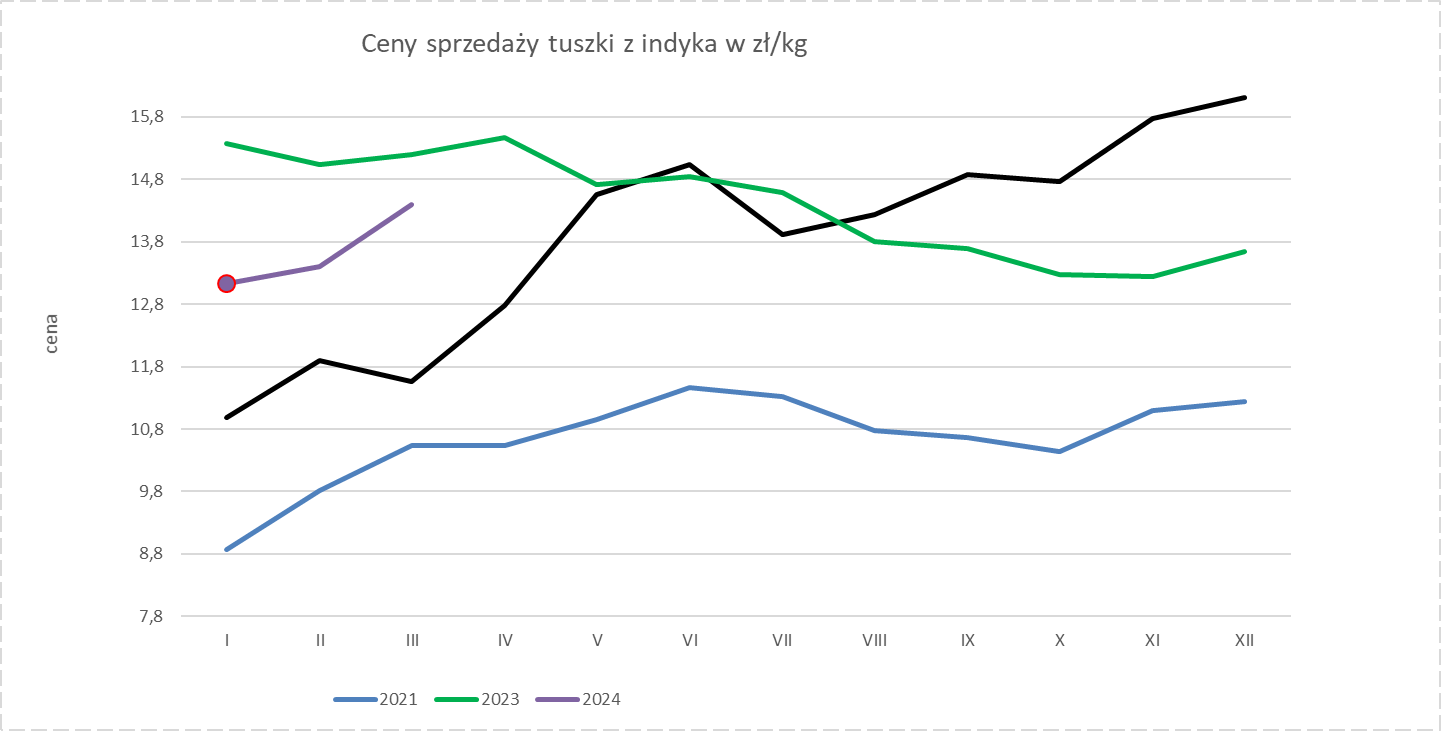 Ceny sprzedaży tuszki z indyka w zł/kg
cena
15,8
14,8
13,8
12,8
11,8
10,8
9,8
8,8
7,8
I II III IV V VI VII VIII IX X XI XII
2021 2023 2024